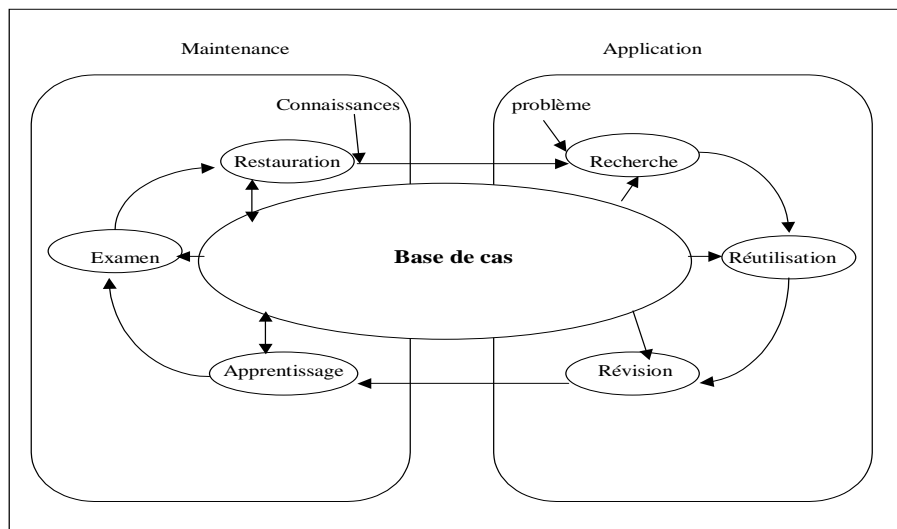 Maintenance
Application
Connaissances
problème
Restauration
Recherche
Examen
Base de cas
Réutilisation
Apprentissage
Révision